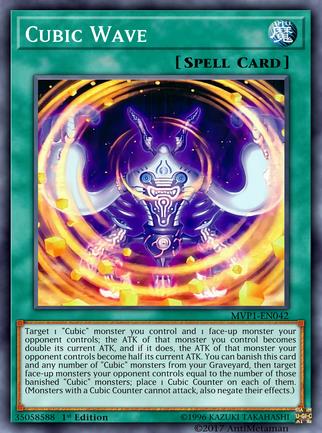 Cubic Wave
[Spell Card]
MVP1-EN042
Target 1 "Cubic" monster you control and 1 face-up monster your
opponent controls; the ATK of that monster you control becomes
double its current ATK, and if it does, the ATK of that monster your
opponent controls become half its current ATK. You can banish this card
and any number of "Cubic" monsters from your Graveyard, then target
face-up monsters your opponent controls equal to the number of those
banished "Cubic" monsters; place 1 Cubic Counter on each of them.
(Monsters with a Cubic Counter cannot attack, also negate their effects.)
35058588 1st Edition ©1996 KAZUKI TAKAHASHI
©2017 AntiMetaman